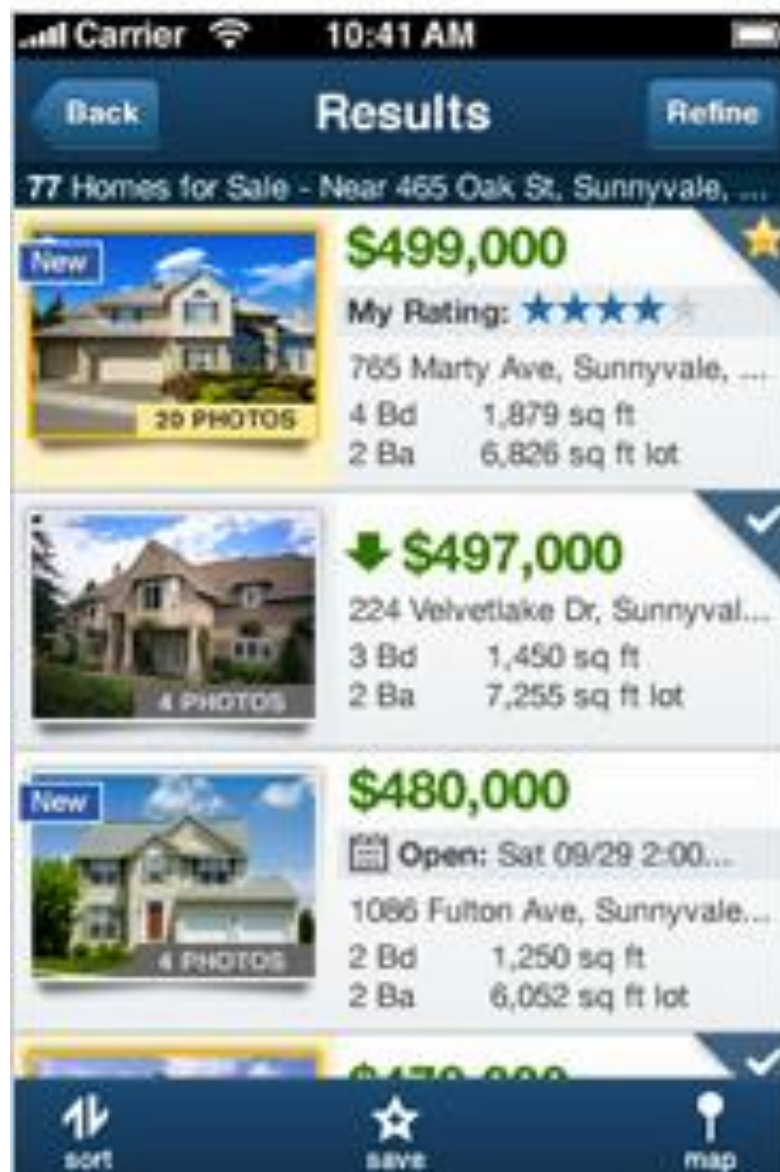 Carrier 10:41 AM
Back Results Refine
77 Homes for Sale - Near 465 Oak St, Sunnyvale, ...
New
$499,000
My Rating:
765 Marty Ave, Sunnyvale, ...
4 Bd 1,879 sq ft
2 Ba 6,826 sq ft lot
PHOTOS
$497,000
224 Velvetlake Dr, Sunnyval...
3 Bd 1,450 sq ft
2 Ba 7,255 sq ft lot
4 PHOTOS
New
$480,000
Open: Sat 09/29 2:00...
1086 Fulton Ave, Sunnyvale...
2 Bd 1,250 sq ft
2 Ba 6,052 sq ft lot
4 PHOTOS
sort save map